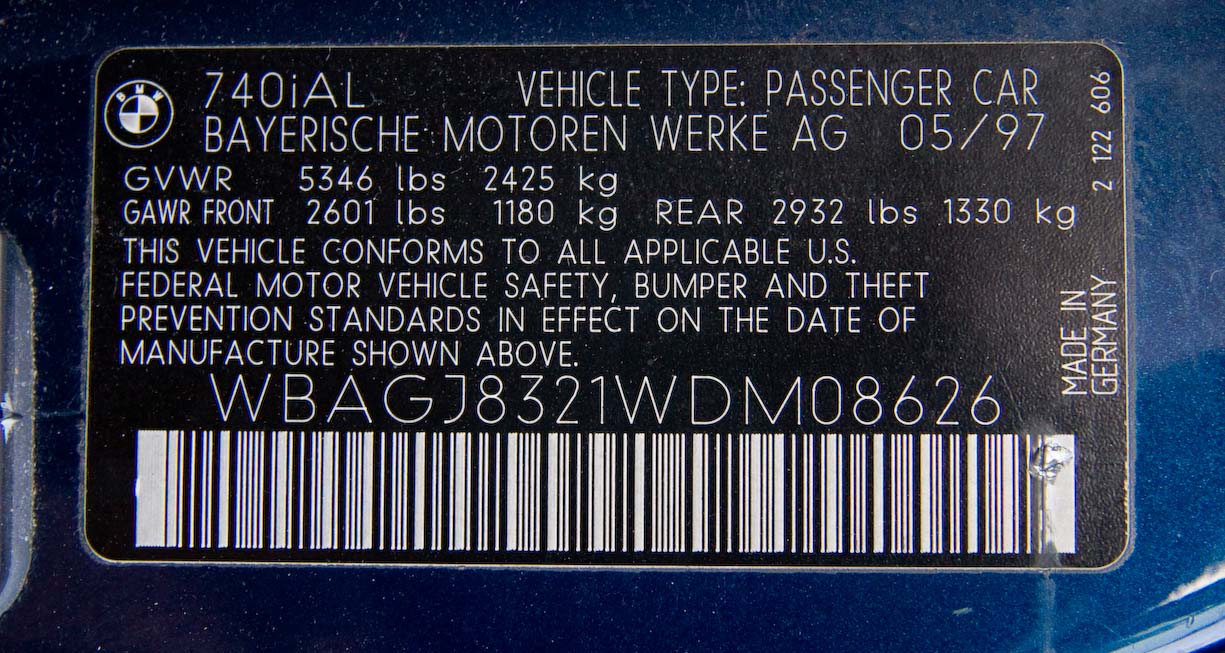 BMW
740iAL VEHICLE TYPE: PASSENGER CAR
BAYERISCHE MOTOREN WERKE AG 05/97
GVWR 5346 lbs 2425 kg
GAWR FRONT 2601 lbs 1180 kg REAR 2932 lbs 1330 kg
THIS VEHICLE CONFORMS TO ALL APPLICABLE U.S.
FEDERAL MOTOR VEHICLE SAFETY, BUMPER AND THEFT
PREVENTION STANDARDS IN EFFECT ON THE DATE OF
MANUFACTURE SHOWN ABOVE.
WBAGJ8321WDM08626
2 122 606
MADE IN
GERMANY